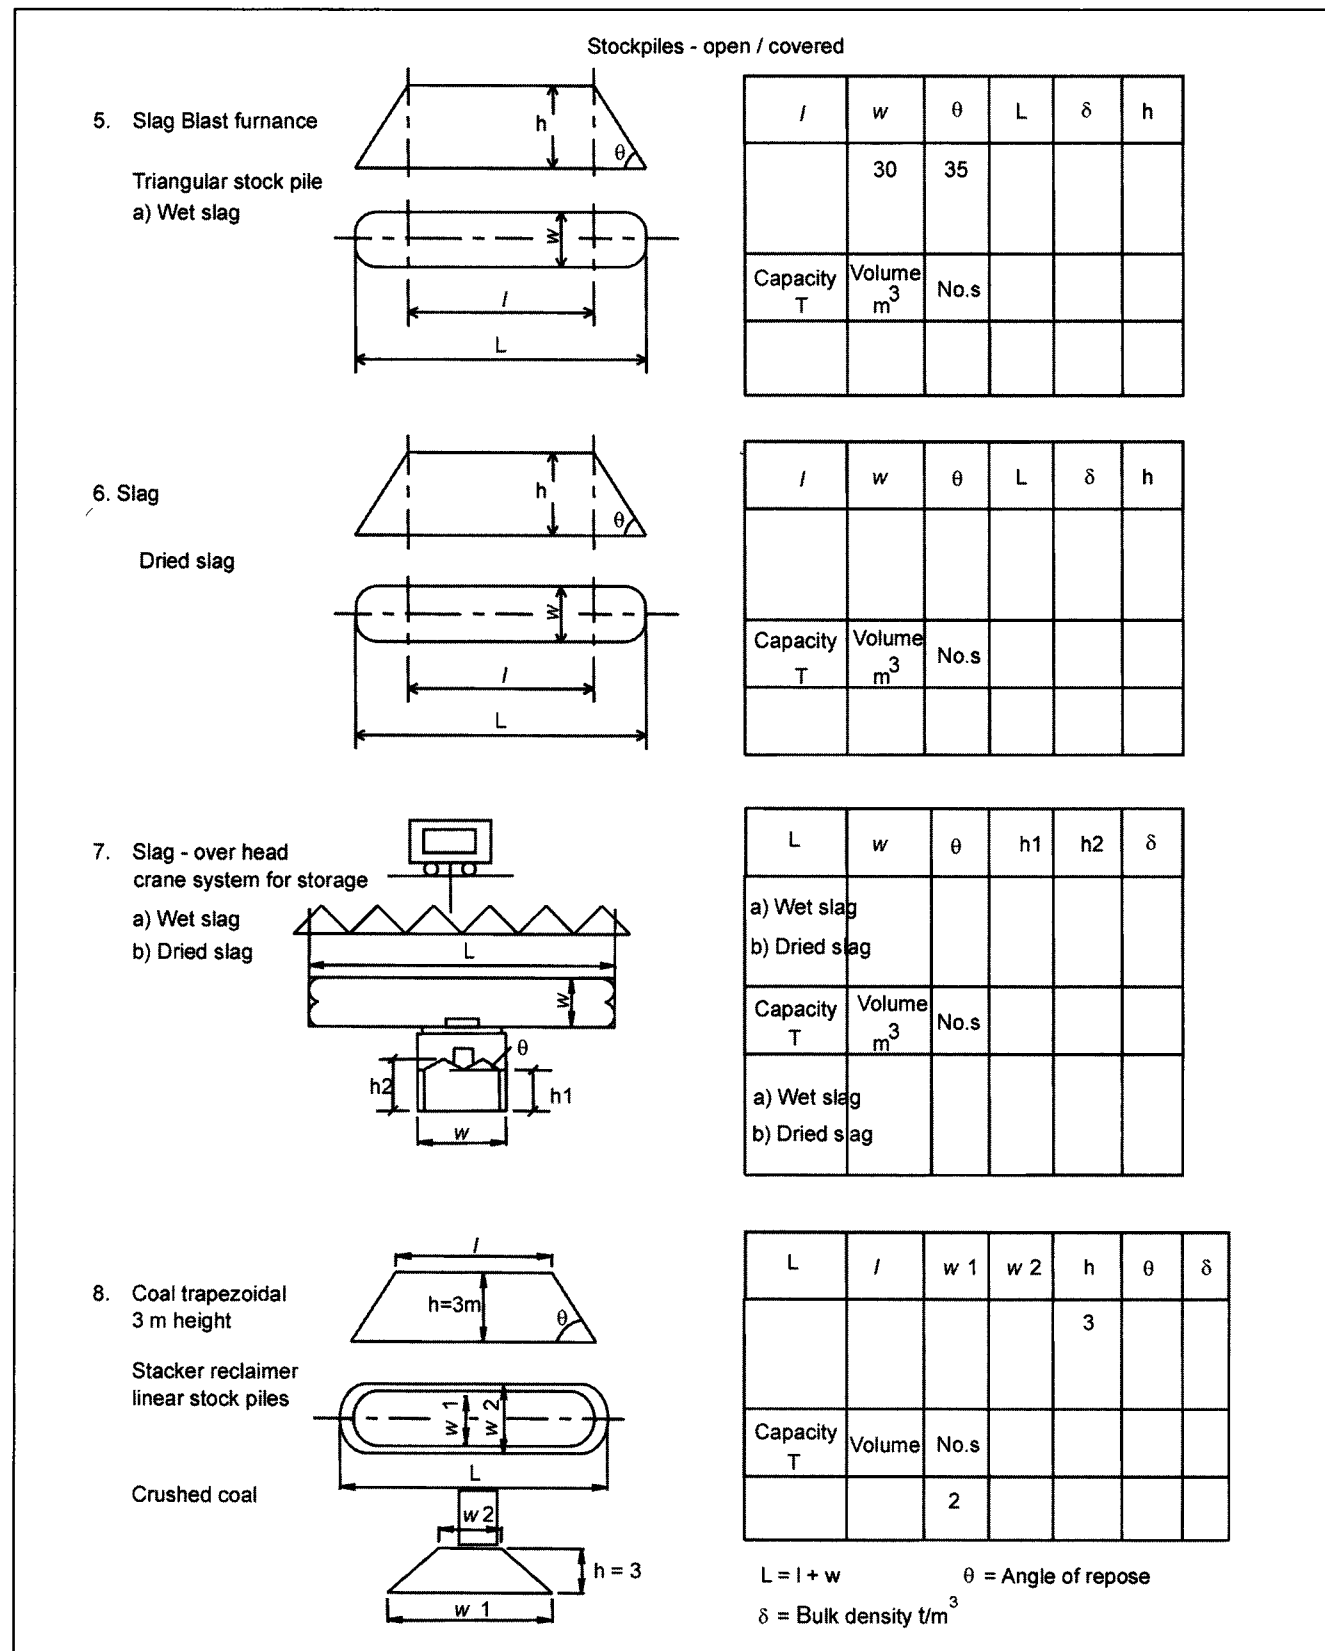 Stockpiles - open / covered
5. Slag Blast furnance
Triangular stock pile
a) Wet slag
h
θ
w
l
L
l w θ L δ h
30 35
Capacity T Volume m³ No.s
6. Slag
Dried slag
h
θ
w
l
L
l w θ L δ h
Capacity T Volume m³ No.s
7. Slag - over head
crane system for storage
a) Wet slag
b) Dried slag
L
w
θ
h2
h1
w
L w θ h1 h2 δ
a) Wet slag
b) Dried slag
Capacity T Volume m³ No.s
a) Wet slag
b) Dried slag
8. Coal trapezoidal
3 m height
Stacker reclaimer
linear stock piles
Crushed coal
l
h=3m
θ
w 1
w 2
L
w 2
h = 3
w 1
L l w 1 w 2 h θ δ
3
Capacity T Volume No.s
2
L = l + w θ = Angle of repose
δ = Bulk density t/m³